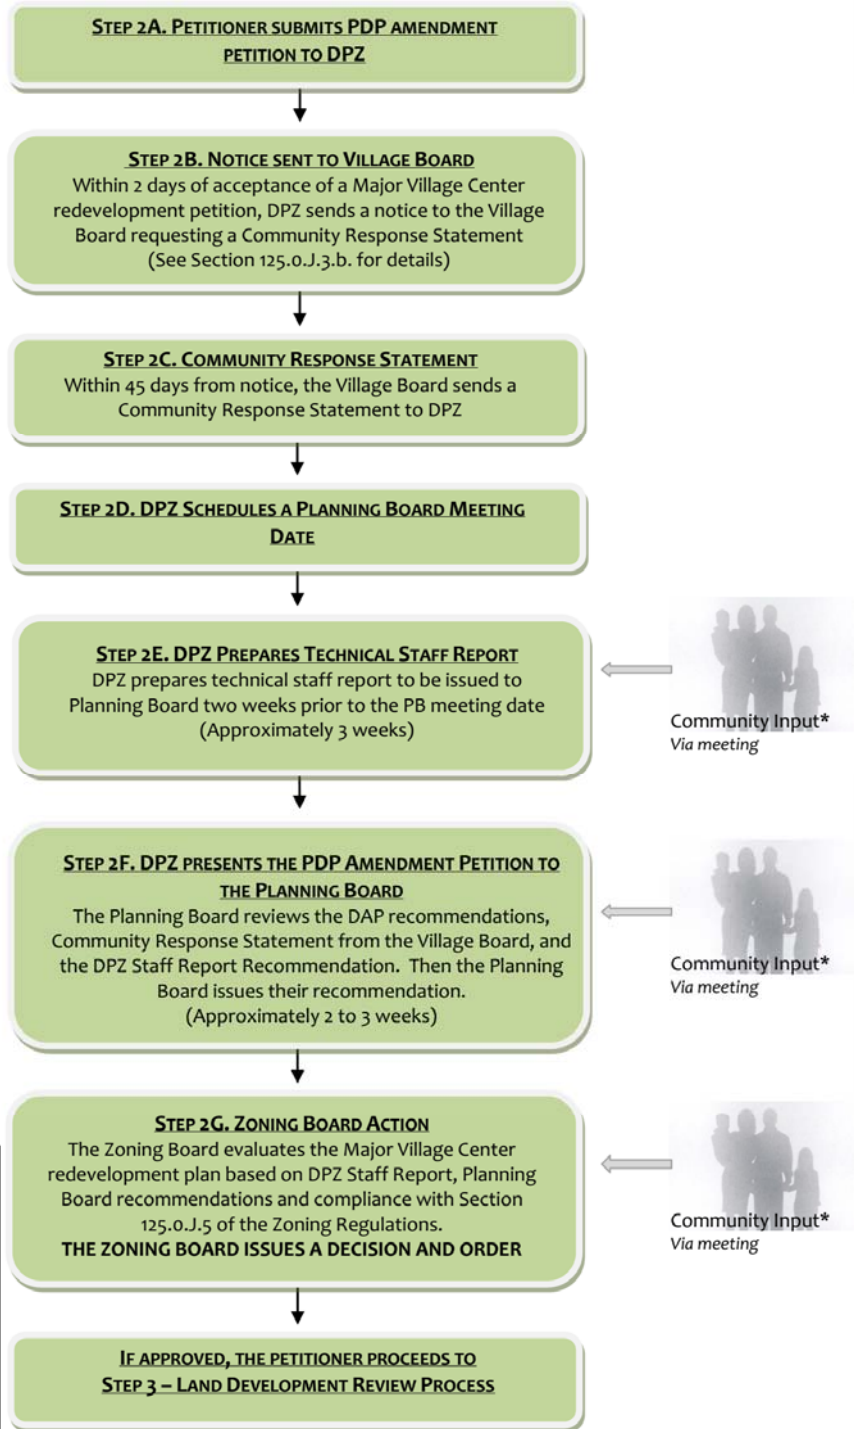 STEP 2A. PETITIONER SUBMITS PDP AMENDMENT
PETITION TO DPZ
STEP 2B. NOTICE SENT TO VILLAGE BOARD
Within 2 days of acceptance of a Major Village Center
redevelopment petition, DPZ sends a notice to the Village
Board requesting a Community Response Statement
(See Section 125.0.J.3.b. for details)
STEP 2C. COMMUNITY RESPONSE STATEMENT
Within 45 days from notice, the Village Board sends a
Community Response Statement to DPZ
STEP 2D. DPZ SCHEDULES A PLANNING BOARD MEETING
DATE
STEP 2E. DPZ PREPARES TECHNICAL STAFF REPORT
DPZ prepares technical staff report to be issued to
Planning Board two weeks prior to the PB meeting date
(Approximately 3 weeks)
Community Input*
Via meeting
STEP 2F. DPZ PRESENTS THE PDP AMENDMENT PETITION TO
THE PLANNING BOARD
The Planning Board reviews the DAP recommendations,
Community Response Statement from the Village Board, and
the DPZ Staff Report Recommendation. Then the Planning
Board issues their recommendation.
(Approximately 2 to 3 weeks)
Community Input*
Via meeting
STEP 2G. ZONING BOARD ACTION
The Zoning Board evaluates the Major Village Center
redevelopment plan based on DPZ Staff Report, Planning
Board recommendations and compliance with Section
125.0.J.5 of the Zoning Regulations.
THE ZONING BOARD ISSUES A DECISION AND ORDER
Community Input*
Via meeting
IF APPROVED, THE PETITIONER PROCEEDS TO
STEP 3 – LAND DEVELOPMENT REVIEW PROCESS